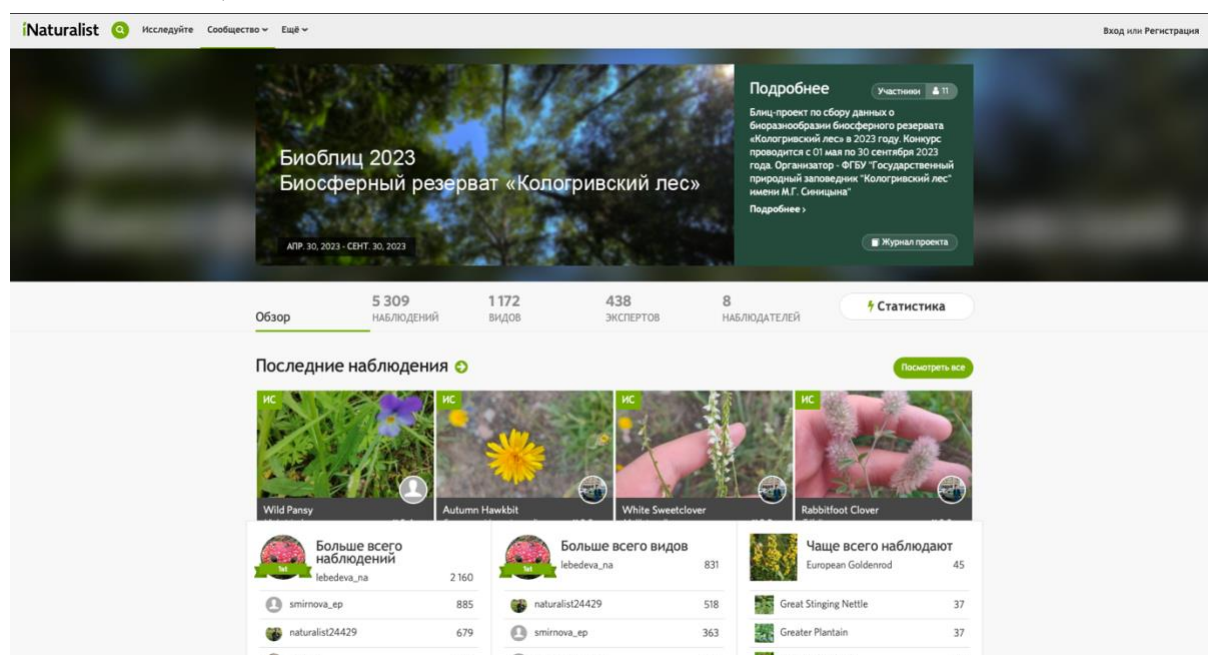 iNaturalist Исследуйте Сообщество Ещё Вход или Регистрация
Биоблиц 2023
Биосферный резерват «Кологривский лес»
АПР. 30, 2023 - СЕНТ. 30, 2023
Подробнее Участники 11
Блиц-проект по сбору данных о
биоразнообразии биосферного резервата
«Кологривский лес» в 2023 году. Конкурс
проводится с 01 мая по 30 сентября 2023
года. Организатор - ФГБУ "Государственный
природный заповедник "Кологривский лес"
имени М.Г. Синицына"
Подробнее ›
Журнал проекта
Обзор
5 309
НАБЛЮДЕНИЙ
1 172
ВИДОВ
438
ЭКСПЕРТОВ
8
НАБЛЮДАТЕЛЕЙ
Статистика
Последние наблюдения
Посмотреть все
ИС
ИС
ИС
ИС
Wild Pansy
Autumn Hawkbit
White Sweetclover
Rabbitfoot Clover
Больше всего
наблюдений
1st
lebedeva_na 2 160
smirnova_ep 885
naturalist24429 679
Больше всего видов
1st
lebedeva_na 831
naturalist24429 518
smirnova_ep 363
Чаще всего наблюдают
European Goldenrod 45
Great Stinging Nettle 37
Greater Plantain 37